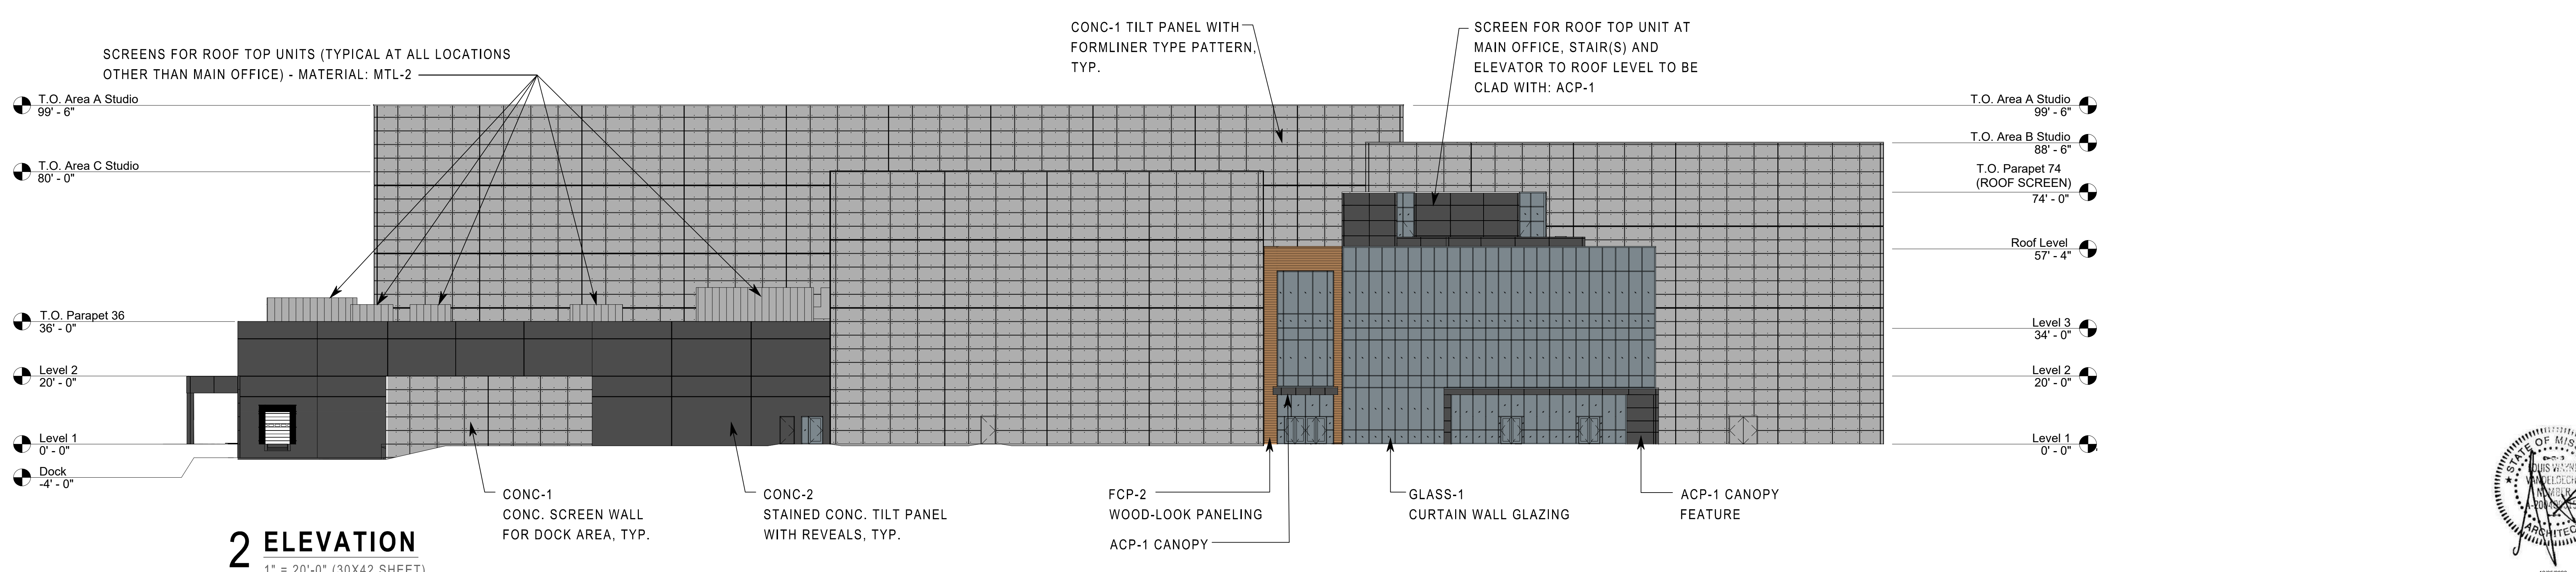 SCREENS FOR ROOF TOP UNITS (TYPICAL AT ALL LOCATIONS
OTHER THAN MAIN OFFICE) - MATERIAL: MTL-2
CONC-1 TILT PANEL WITH
FORMLINER TYPE PATTERN,
TYP.
SCREEN FOR ROOF TOP UNIT AT
MAIN OFFICE, STAIR(S) AND
ELEVATOR TO ROOF LEVEL TO BE
CLAD WITH: ACP-1
T.O. Area A Studio
99' - 6"
T.O. Area C Studio
80' - 0"
T.O. Parapet 36
36' - 0"
Level 2
20' - 0"
Level 1
0' - 0"
Dock
-4' - 0"
T.O. Area A Studio
99' - 6"
T.O. Area B Studio
88' - 6"
T.O. Parapet 74
(ROOF SCREEN)
74' - 0"
Roof Level
57' - 4"
Level 3
34' - 0"
Level 2
20' - 0"
Level 1
0' - 0"
CONC-1
CONC. SCREEN WALL
FOR DOCK AREA, TYP.
CONC-2
STAINED CONC. TILT PANEL
WITH REVEALS, TYP.
FCP-2
WOOD-LOOK PANELING
ACP-1 CANOPY
GLASS-1
CURTAIN WALL GLAZING
ACP-1 CANOPY
FEATURE
2 ELEVATION
1" = 20'-0" (30X42 SHEET)
STATE OF MIS
NUMBER
ARCHITEC